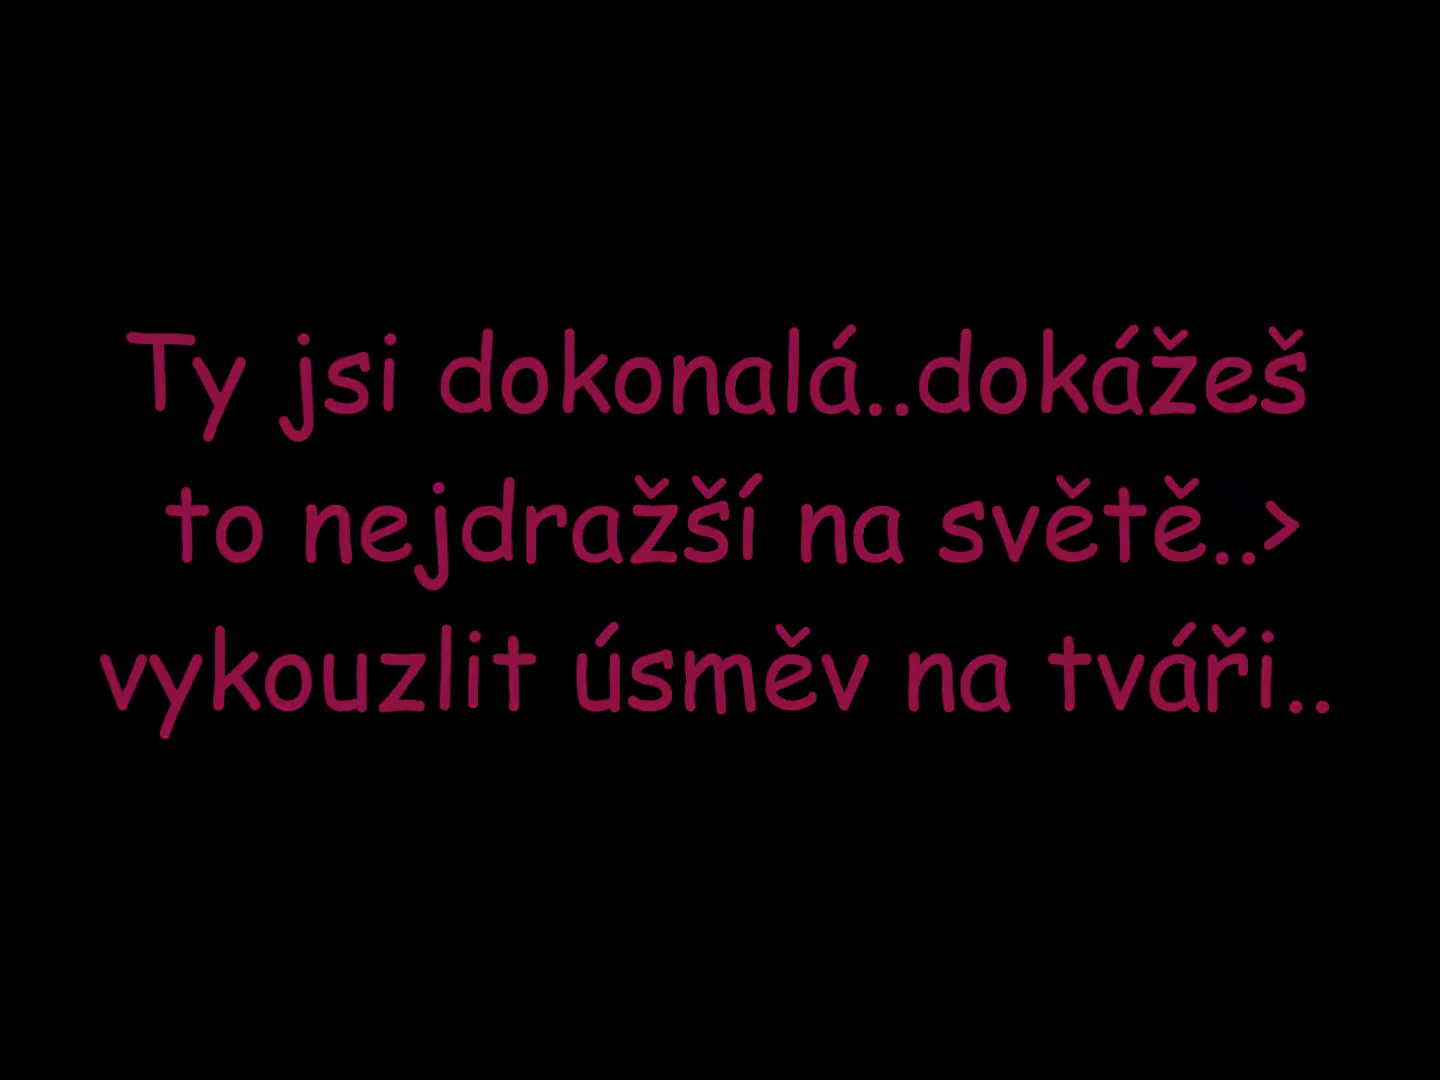 Ty jsi dokonalá..dokážeš
to nejdražší na světě..>
vykouzlit úsměv na tváři..